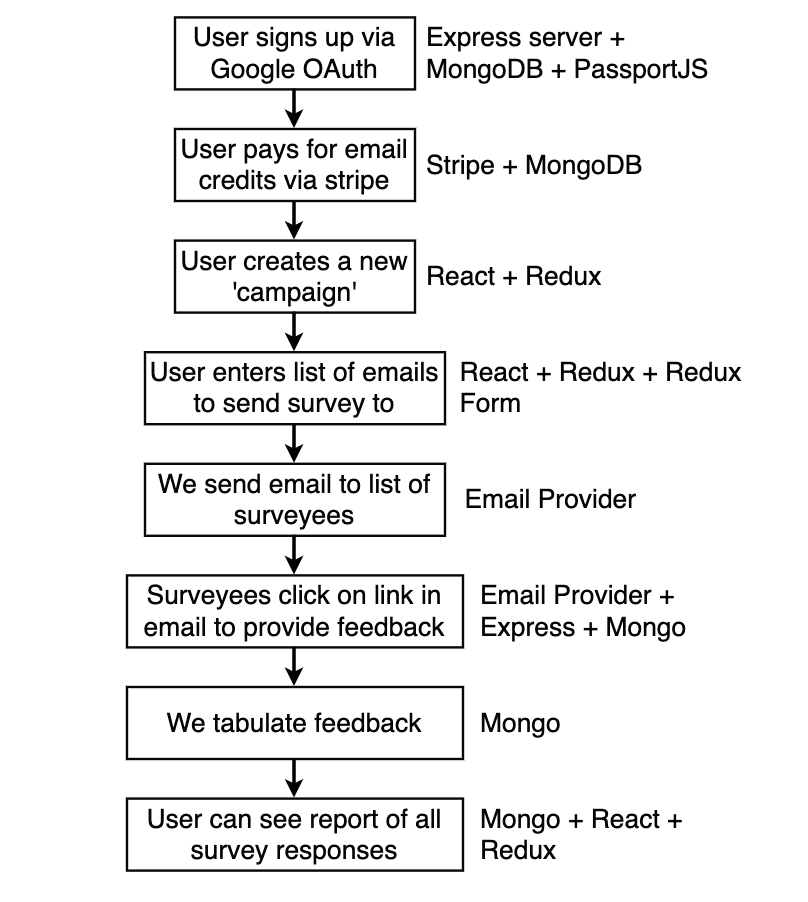 User signs up via
Google OAuth
Express server +
MongoDB + PassportJS
User pays for email
credits via stripe
Stripe + MongoDB
User creates a new
'campaign'
React + Redux
User enters list of emails
to send survey to
React + Redux + Redux
Form
We send email to list of
surveyees
Email Provider
Surveyees click on link in
email to provide feedback
Email Provider +
Express + Mongo
We tabulate feedback
Mongo
User can see report of all
survey responses
Mongo + React +
Redux